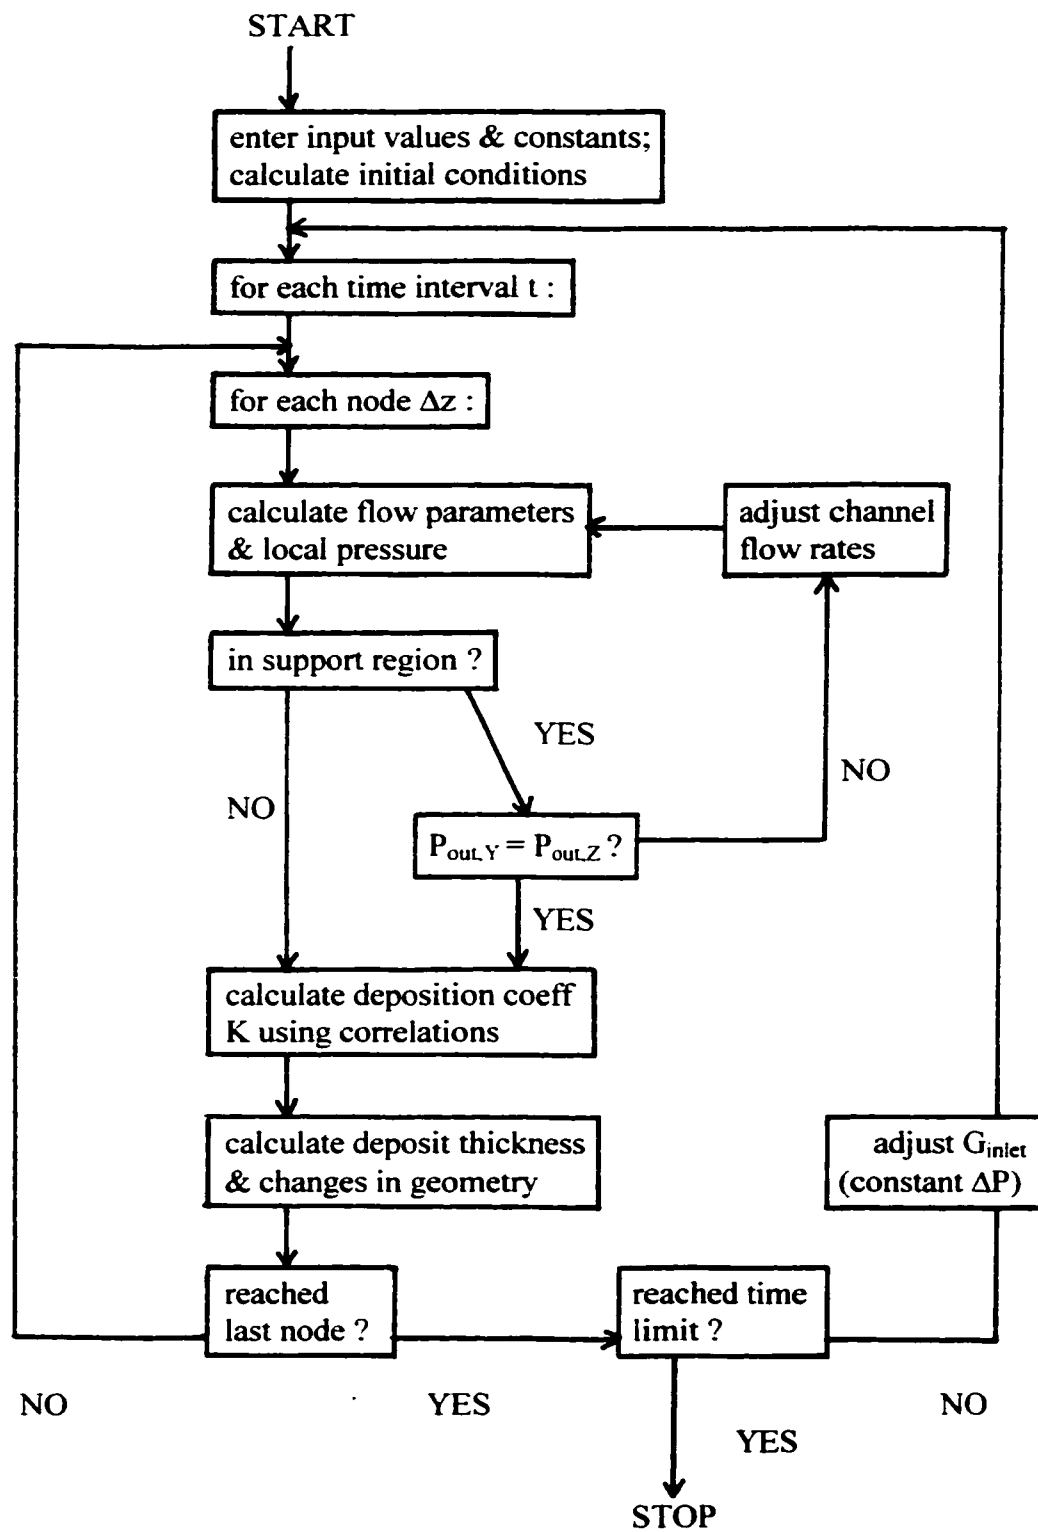 START
enter input values & constants;
calculate initial conditions
for each time interval t :
for each node Δz :
calculate flow parameters
& local pressure
adjust channel
flow rates
in support region ?
YES
NO
NO
P_out,Y = P_out,Z ?
YES
calculate deposition coeff
K using correlations
calculate deposit thickness
& changes in geometry
adjust G_inlet
(constant ΔP)
reached
last node ?
reached time
limit ?
NO
YES
NO
YES
STOP